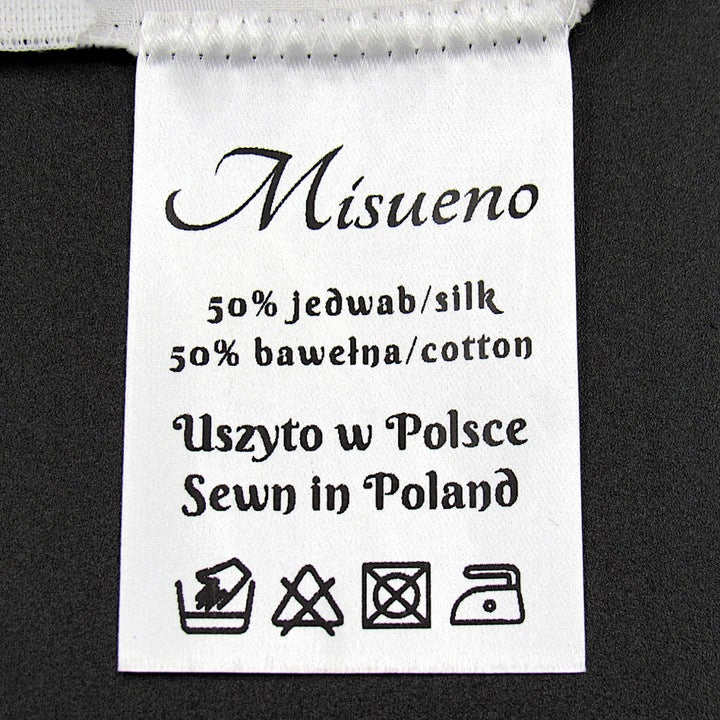 Misueno
50% jedwab/silk
50% bawełna/cotton
Uszyto w Polsce
Sewn in Poland